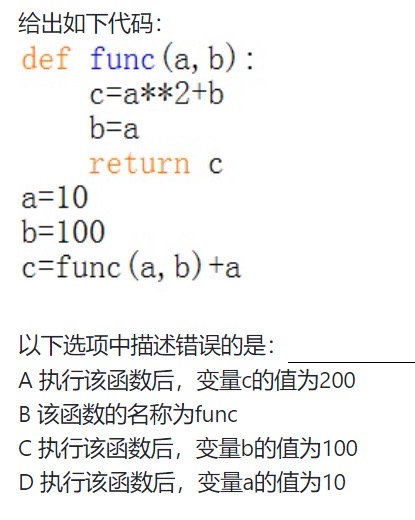 给出如下代码：
def func(a,b):
    c=a**2+b
    b=a
    return c
a=10
b=100
c=func(a,b)+a
以下选项中描述错误的是：____________
A 执行该函数后，变量c的值为200
B 该函数的名称为func
C 执行该函数后，变量b的值为100
D 执行该函数后，变量a的值为10